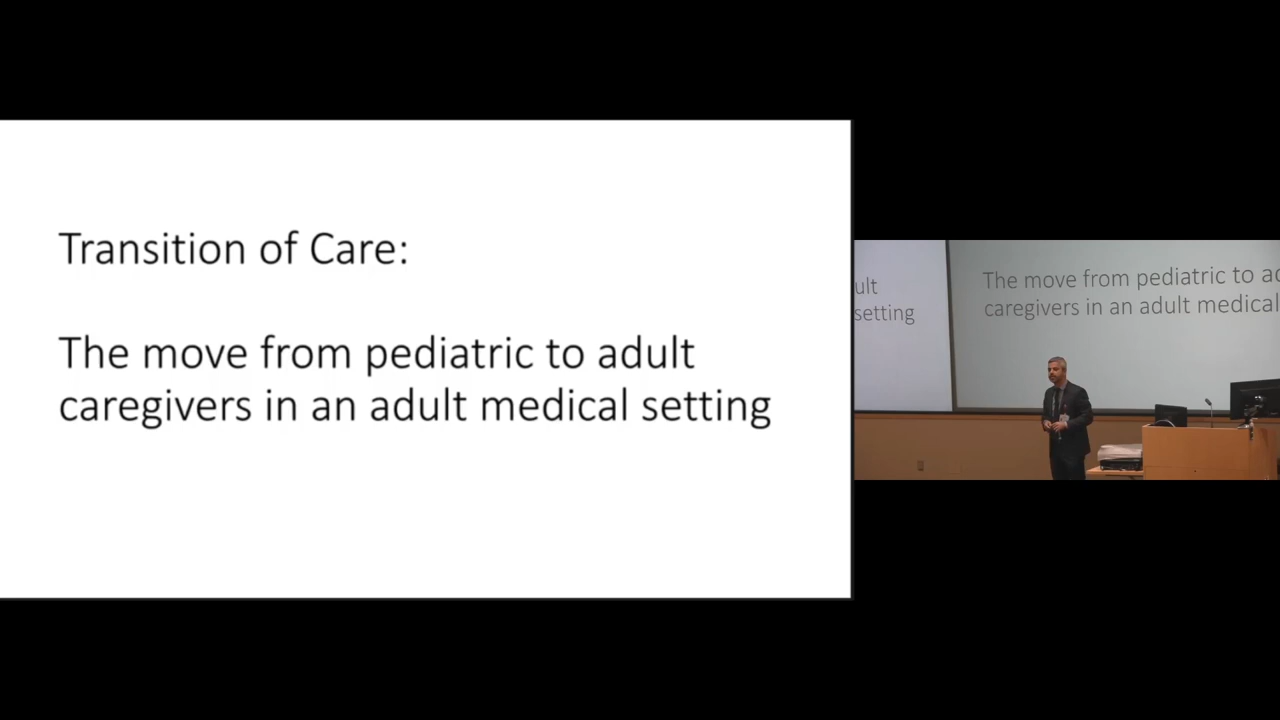 Transition of Care:
The move from pediatric to adult
caregivers in an adult medical setting
ult
setting
The move from pediatric to
caregivers in an adult medical